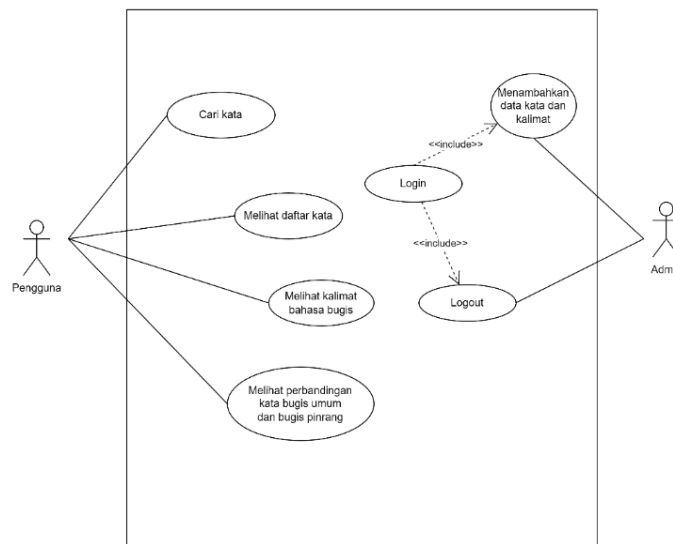 Cari kata
Menambahkan
data kata dan
kalimat
<<include>>
Login
Melihat daftar kata
<<include>>
Pengguna
Adm
Melihat kalimat
bahasa bugis
Logout
Melihat perbandingan
kata bugis umum
dan bugis pinrang